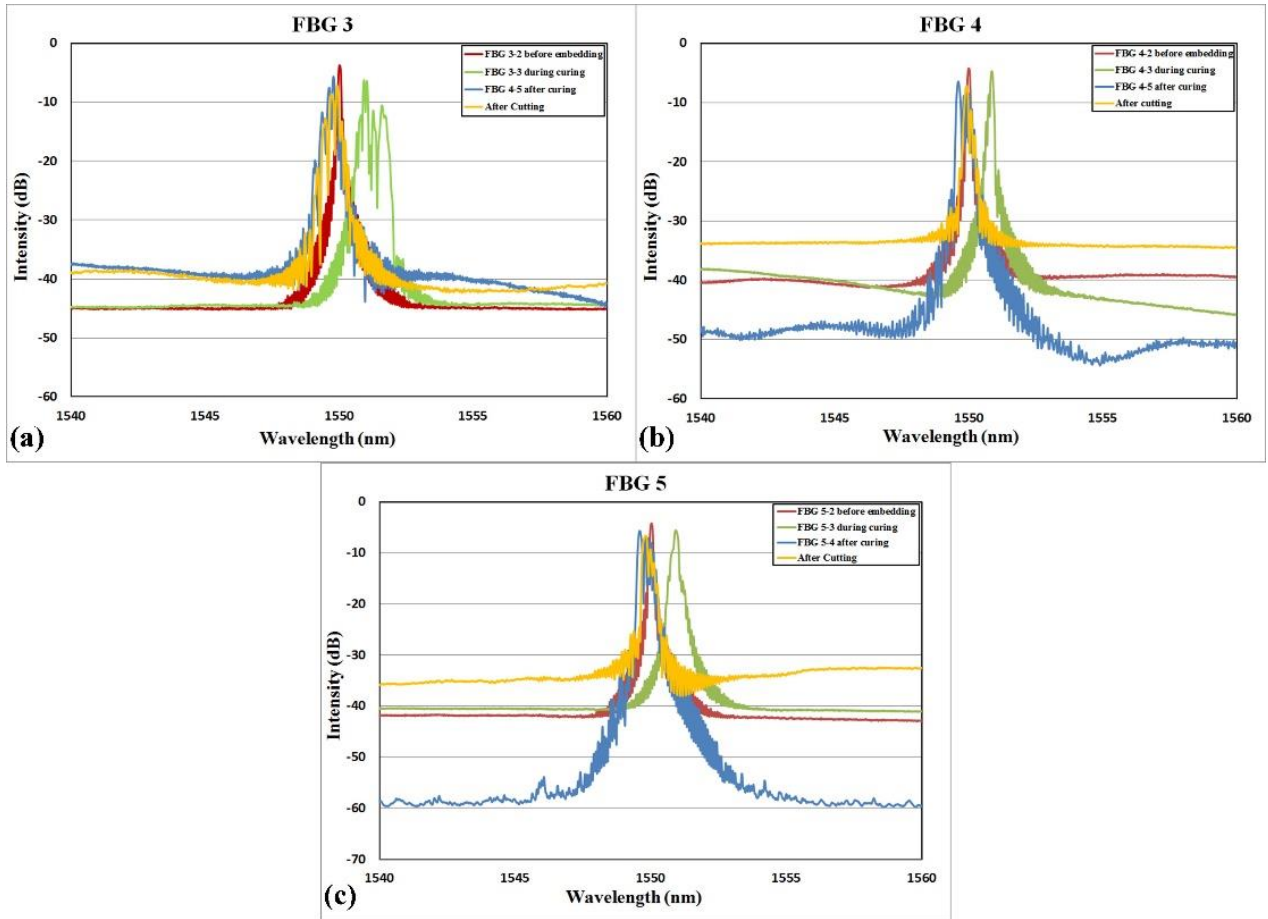 FBG 3
0
-10
-20
-30
-40
-50
-60
Intensity (dB)
FBG 3-2 before embedding
FBG 3-3 during curing
FBG 4-5 after curing
After Cutting
1540
1545
1550
1555
1560
Wavelength (nm)
(a)
FBG 4
0
-10
-20
-30
-40
-50
-60
Intensity (dB)
FBG 4-2 before embedding
FBG 4-3 during curing
FBG 4-5 after curing
After cutting
1540
1545
1550
1555
1560
Wavelength (nm)
(b)
FBG 5
0
-10
-20
-30
-40
-50
-60
-70
Intensity (dB)
FBG 5-2 before embedding
FBG 5-3 during curing
FBG 5-4 after curing
After Cutting
1540
1545
1550
1555
1560
Wavelength (nm)
(c)